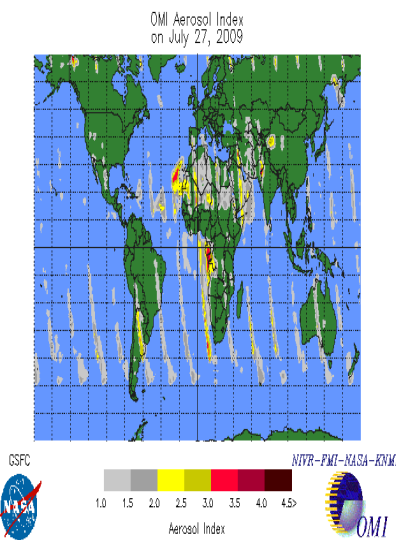 OMI Aerosol Index
on July 27, 2009
GSFC
NIVR-FMI-NASA-KNMI
NASA
1.0 1.5 2.0 2.5 3.0 3.5 4.0 4.5>
Aerosol Index
OMI